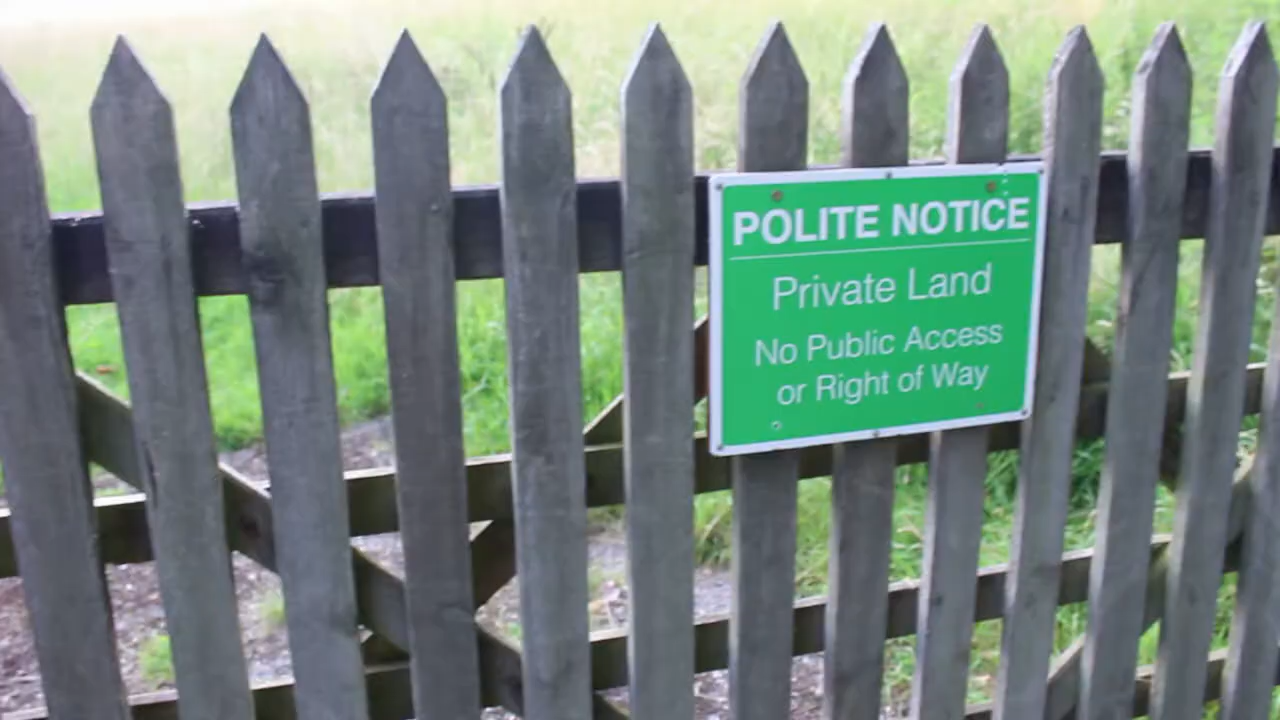 POLITE NOTICE
Private Land
No Public Access
or Right of Way